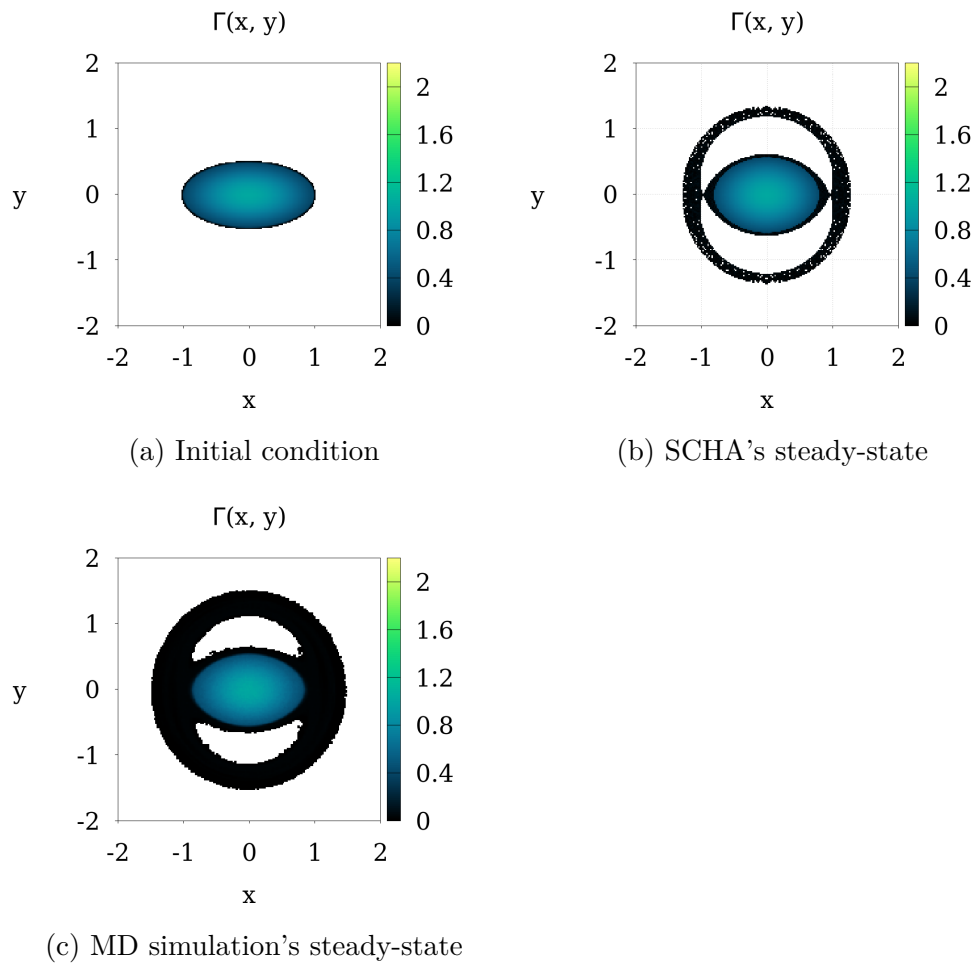 Γ(x, y)
2
1
0
-1
-2
y
-2 -1 0 1 2
x
2
1.6
1.2
0.8
0.4
0
(a) Initial condition
Γ(x, y)
2
1
0
-1
-2
y
-2 -1 0 1 2
x
2
1.6
1.2
0.8
0.4
0
(b) SCHA's steady-state
Γ(x, y)
2
1
0
-1
-2
y
-2 -1 0 1 2
x
2
1.6
1.2
0.8
0.4
0
(c) MD simulation's steady-state